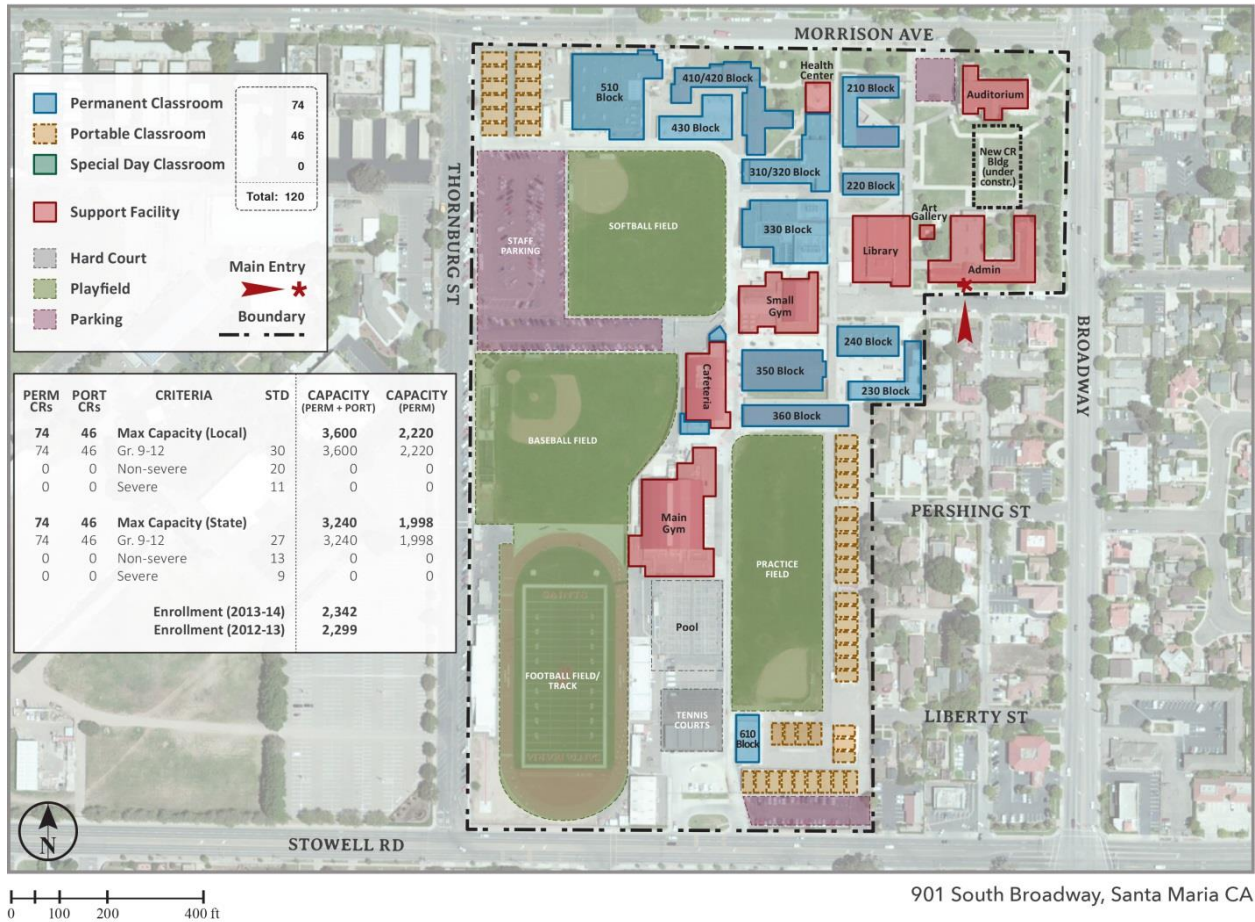 MORRISON AVE
Permanent Classroom 74
Portable Classroom 46
Special Day Classroom 0
Total: 120
Support Facility
Hard Court
Playfield
Parking
Main Entry
Boundary
PERM CRs PORT CRs CRITERIA STD CAPACITY (PERM + PORT) CAPACITY (PERM)
74 46 Max Capacity (Local) 3,600 2,220
74 46 Gr. 9-12 30 3,600 2,220
0 0 Non-severe 20 0 0
0 0 Severe 11 0 0
74 46 Max Capacity (State) 3,240 1,998
74 46 Gr. 9-12 27 3,240 1,998
0 0 Non-severe 13 0 0
0 0 Severe 9 0 0
Enrollment (2013-14) 2,342
Enrollment (2012-13) 2,299
THORNBURG ST
510
Block
410/420 Block
430 Block
Health
Center
210 Block
Auditorium
New CR
Bldg
(under
constr.)
310/320 Block
220 Block
STAFF
PARKING
SOFTBALL FIELD
330 Block
Library
Art
Gallery
Admin
Small
Gym
BROADWAY
240 Block
350 Block
230 Block
Cafeteria
360 Block
BASEBALL FIELD
Main
Gym
PERSHING ST
PRACTICE
FIELD
Pool
FOOTBALL FIELD/
TRACK
TENNIS
COURTS
610
Block
LIBERTY ST
N
STOWELL RD
0 100 200 400 ft
901 South Broadway, Santa Maria CA